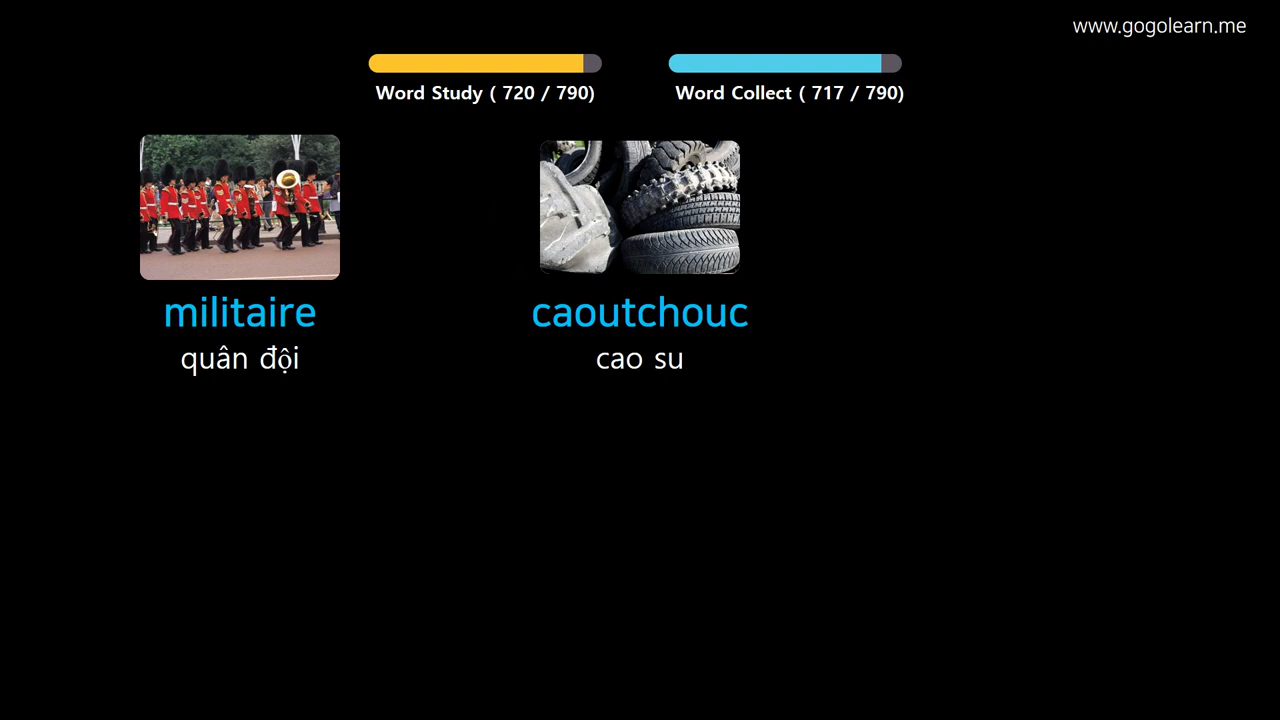 www.gogolearn.me
Word Study ( 720 / 790)
Word Collect ( 717 / 790)
militaire
caoutchouc
quân đội
cao su